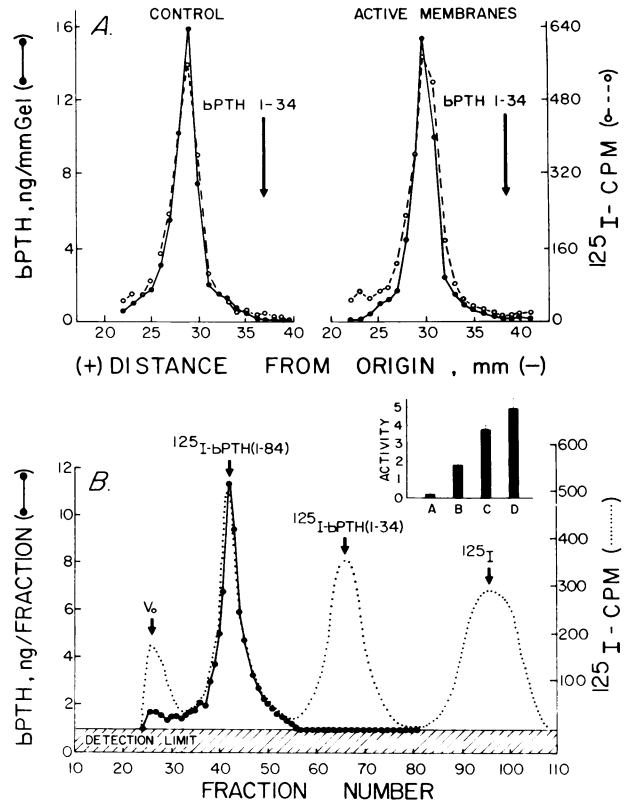 A.
CONTROL
ACTIVE MEMBRANES
bPTH, ng/mmGel
16
12
8
4
0
bPTH 1-34
bPTH 1-34
640
480
320
160
0
125I-CPM
20 25 30 35 40
20 25 30 35 40
(+) DISTANCE FROM ORIGIN, mm (-)
B.
bPTH, ng/FRACTION
12
10
8
6
4
2
0
Vo
125I-bPTH(1-84)
125I-bPTH(1-34)
125I
ACTIVITY
5
4
3
2
1
0
A B C D
600
500
400
300
200
100
125I-CPM
DETECTION LIMIT
10 20 30 40 50 60 70 80 90 100 110
FRACTION NUMBER